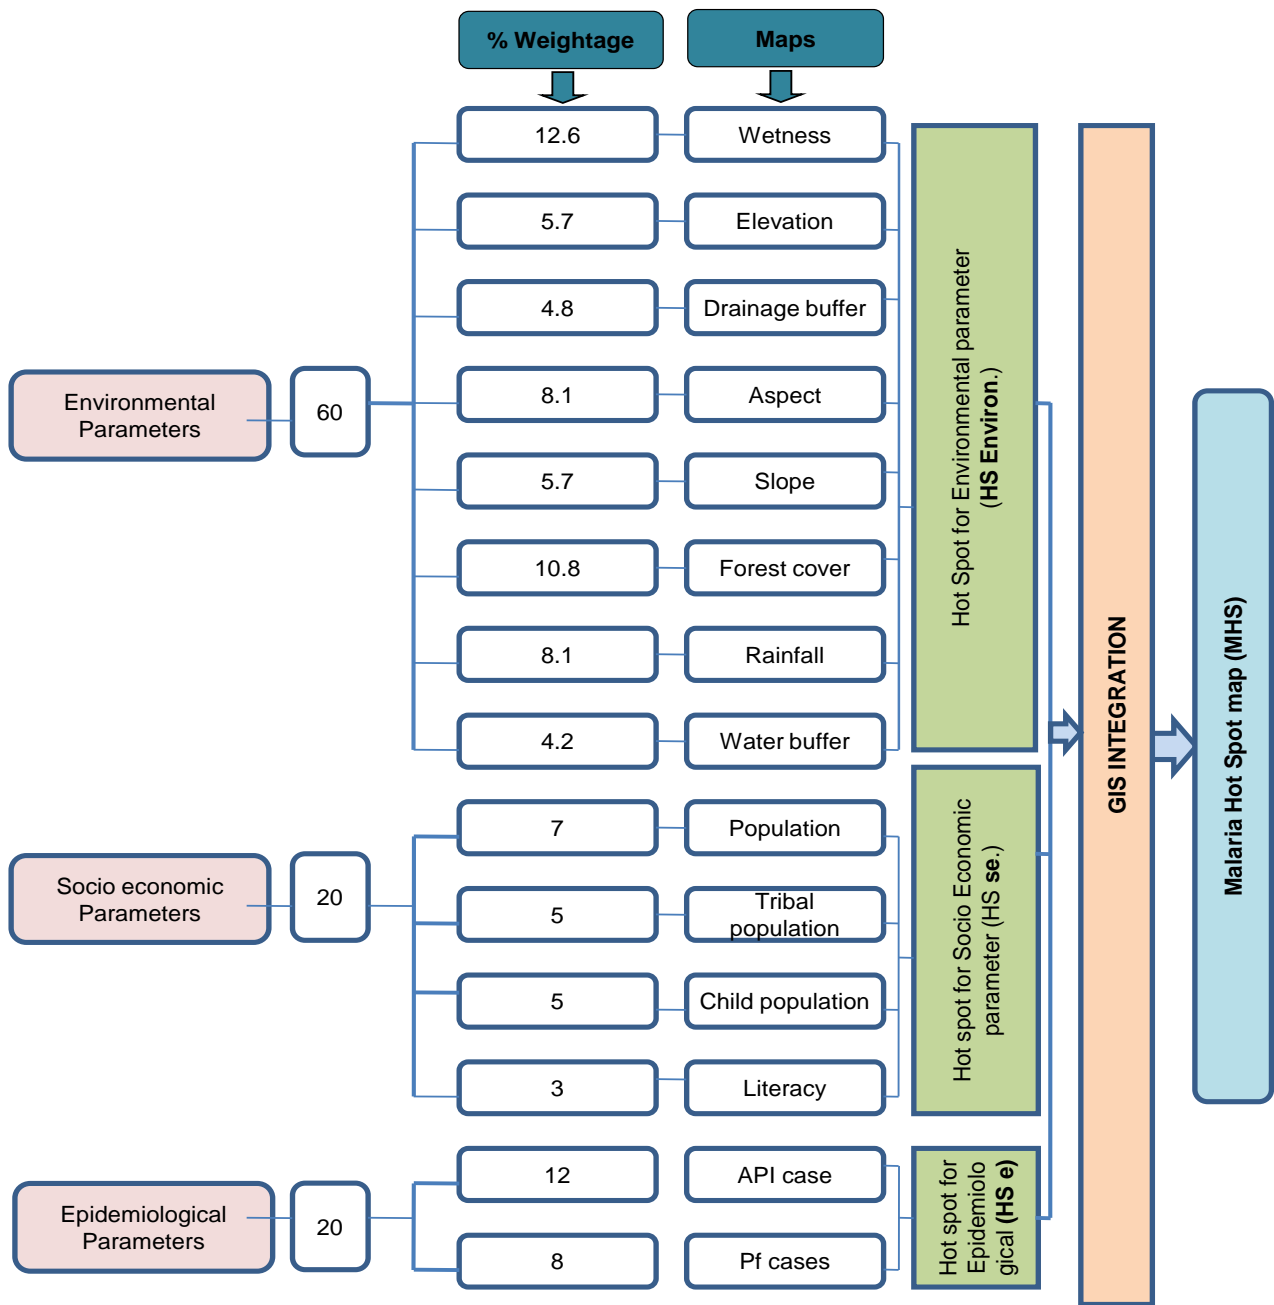 % Weightage
Maps
12.6
Wetness
5.7
Elevation
4.8
Drainage buffer
8.1
Aspect
5.7
Slope
10.8
Forest cover
8.1
Rainfall
4.2
Water buffer
Environmental
Parameters
60
Hot Spot for Environmental parameter
(HS Environ.)
7
Population
5
Tribal
population
5
Child population
3
Literacy
Socio economic
Parameters
20
Hot spot for Socio Economic
parameter (HS se.)
12
API case
8
Pf cases
Epidemiological
Parameters
20
Hot spot for
Epidemiolo
gical (HS e)
GIS INTEGRATION
Malaria Hot Spot map (MHS)